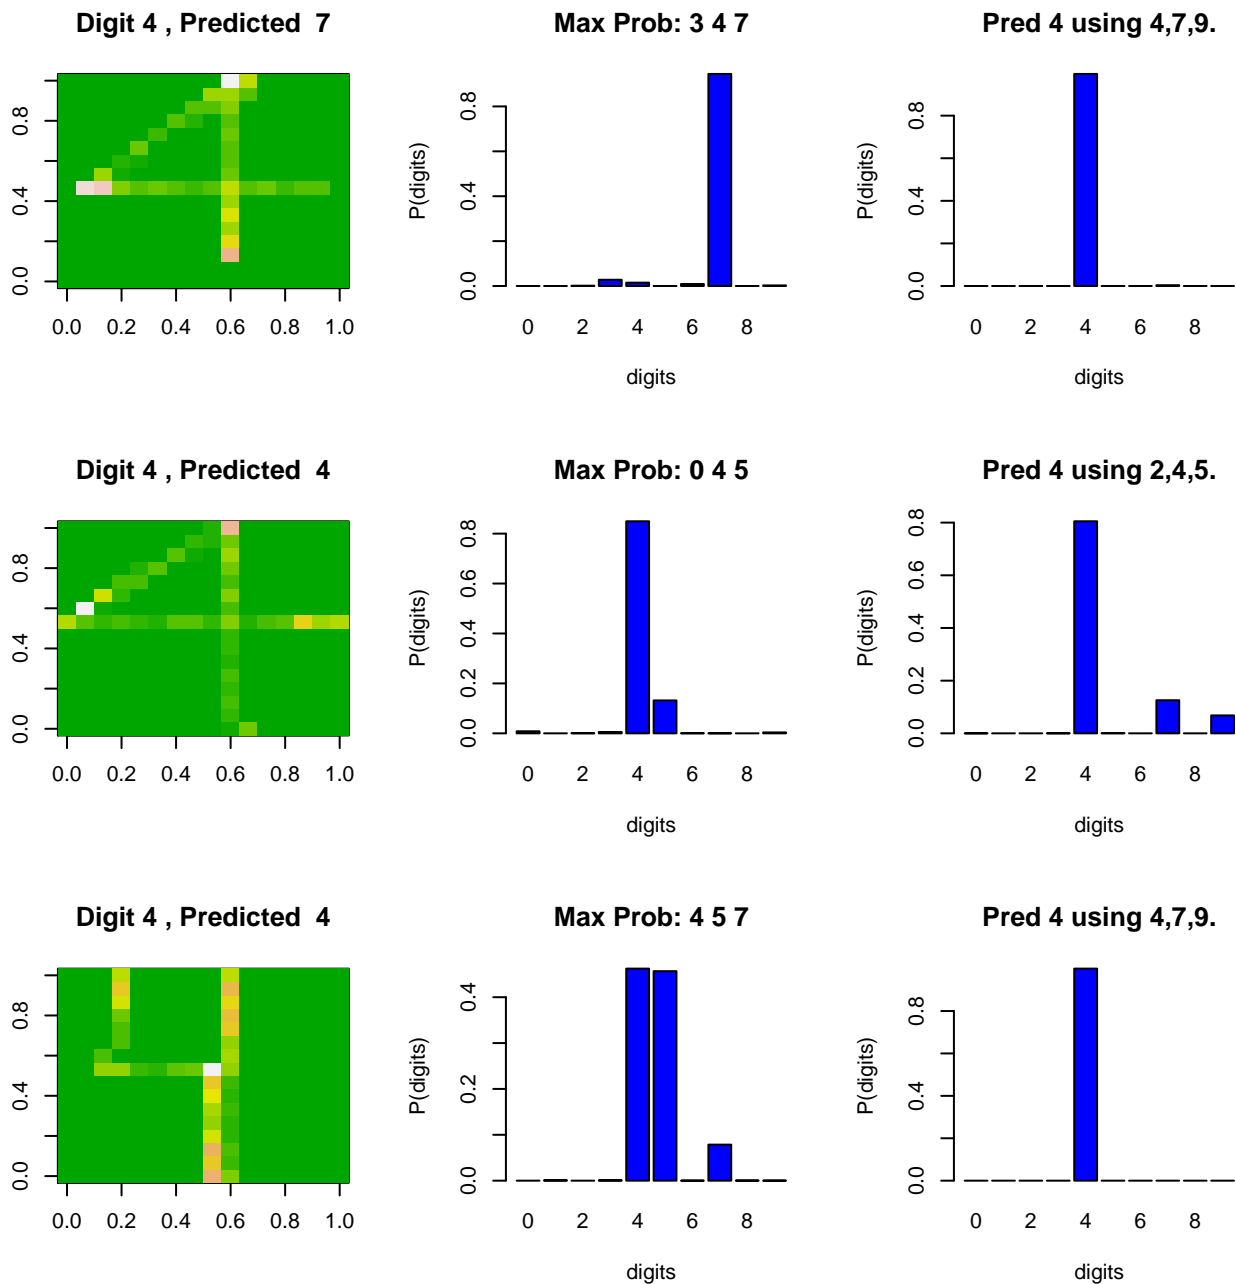 Digit 4 , Predicted 7
Max Prob: 3 4 7
Pred 4 using 4,7,9.
0.0 0.4 0.8
0.0 0.2 0.4 0.6 0.8 1.0
P(digits)
0.0 0.4 0.8
0 2 4 6 8
digits
P(digits)
0.0 0.4 0.8
0 2 4 6 8
digits
Digit 4 , Predicted 4
Max Prob: 0 4 5
Pred 4 using 2,4,5.
0.0 0.4 0.8
0.0 0.2 0.4 0.6 0.8 1.0
P(digits)
0.0 0.2 0.4 0.6 0.8
0 2 4 6 8
digits
P(digits)
0.0 0.2 0.4 0.6 0.8
0 2 4 6 8
digits
Digit 4 , Predicted 4
Max Prob: 4 5 7
Pred 4 using 4,7,9.
0.0 0.4 0.8
0.0 0.2 0.4 0.6 0.8 1.0
P(digits)
0.0 0.2 0.4
0 2 4 6 8
digits
P(digits)
0.0 0.4 0.8
0 2 4 6 8
digits